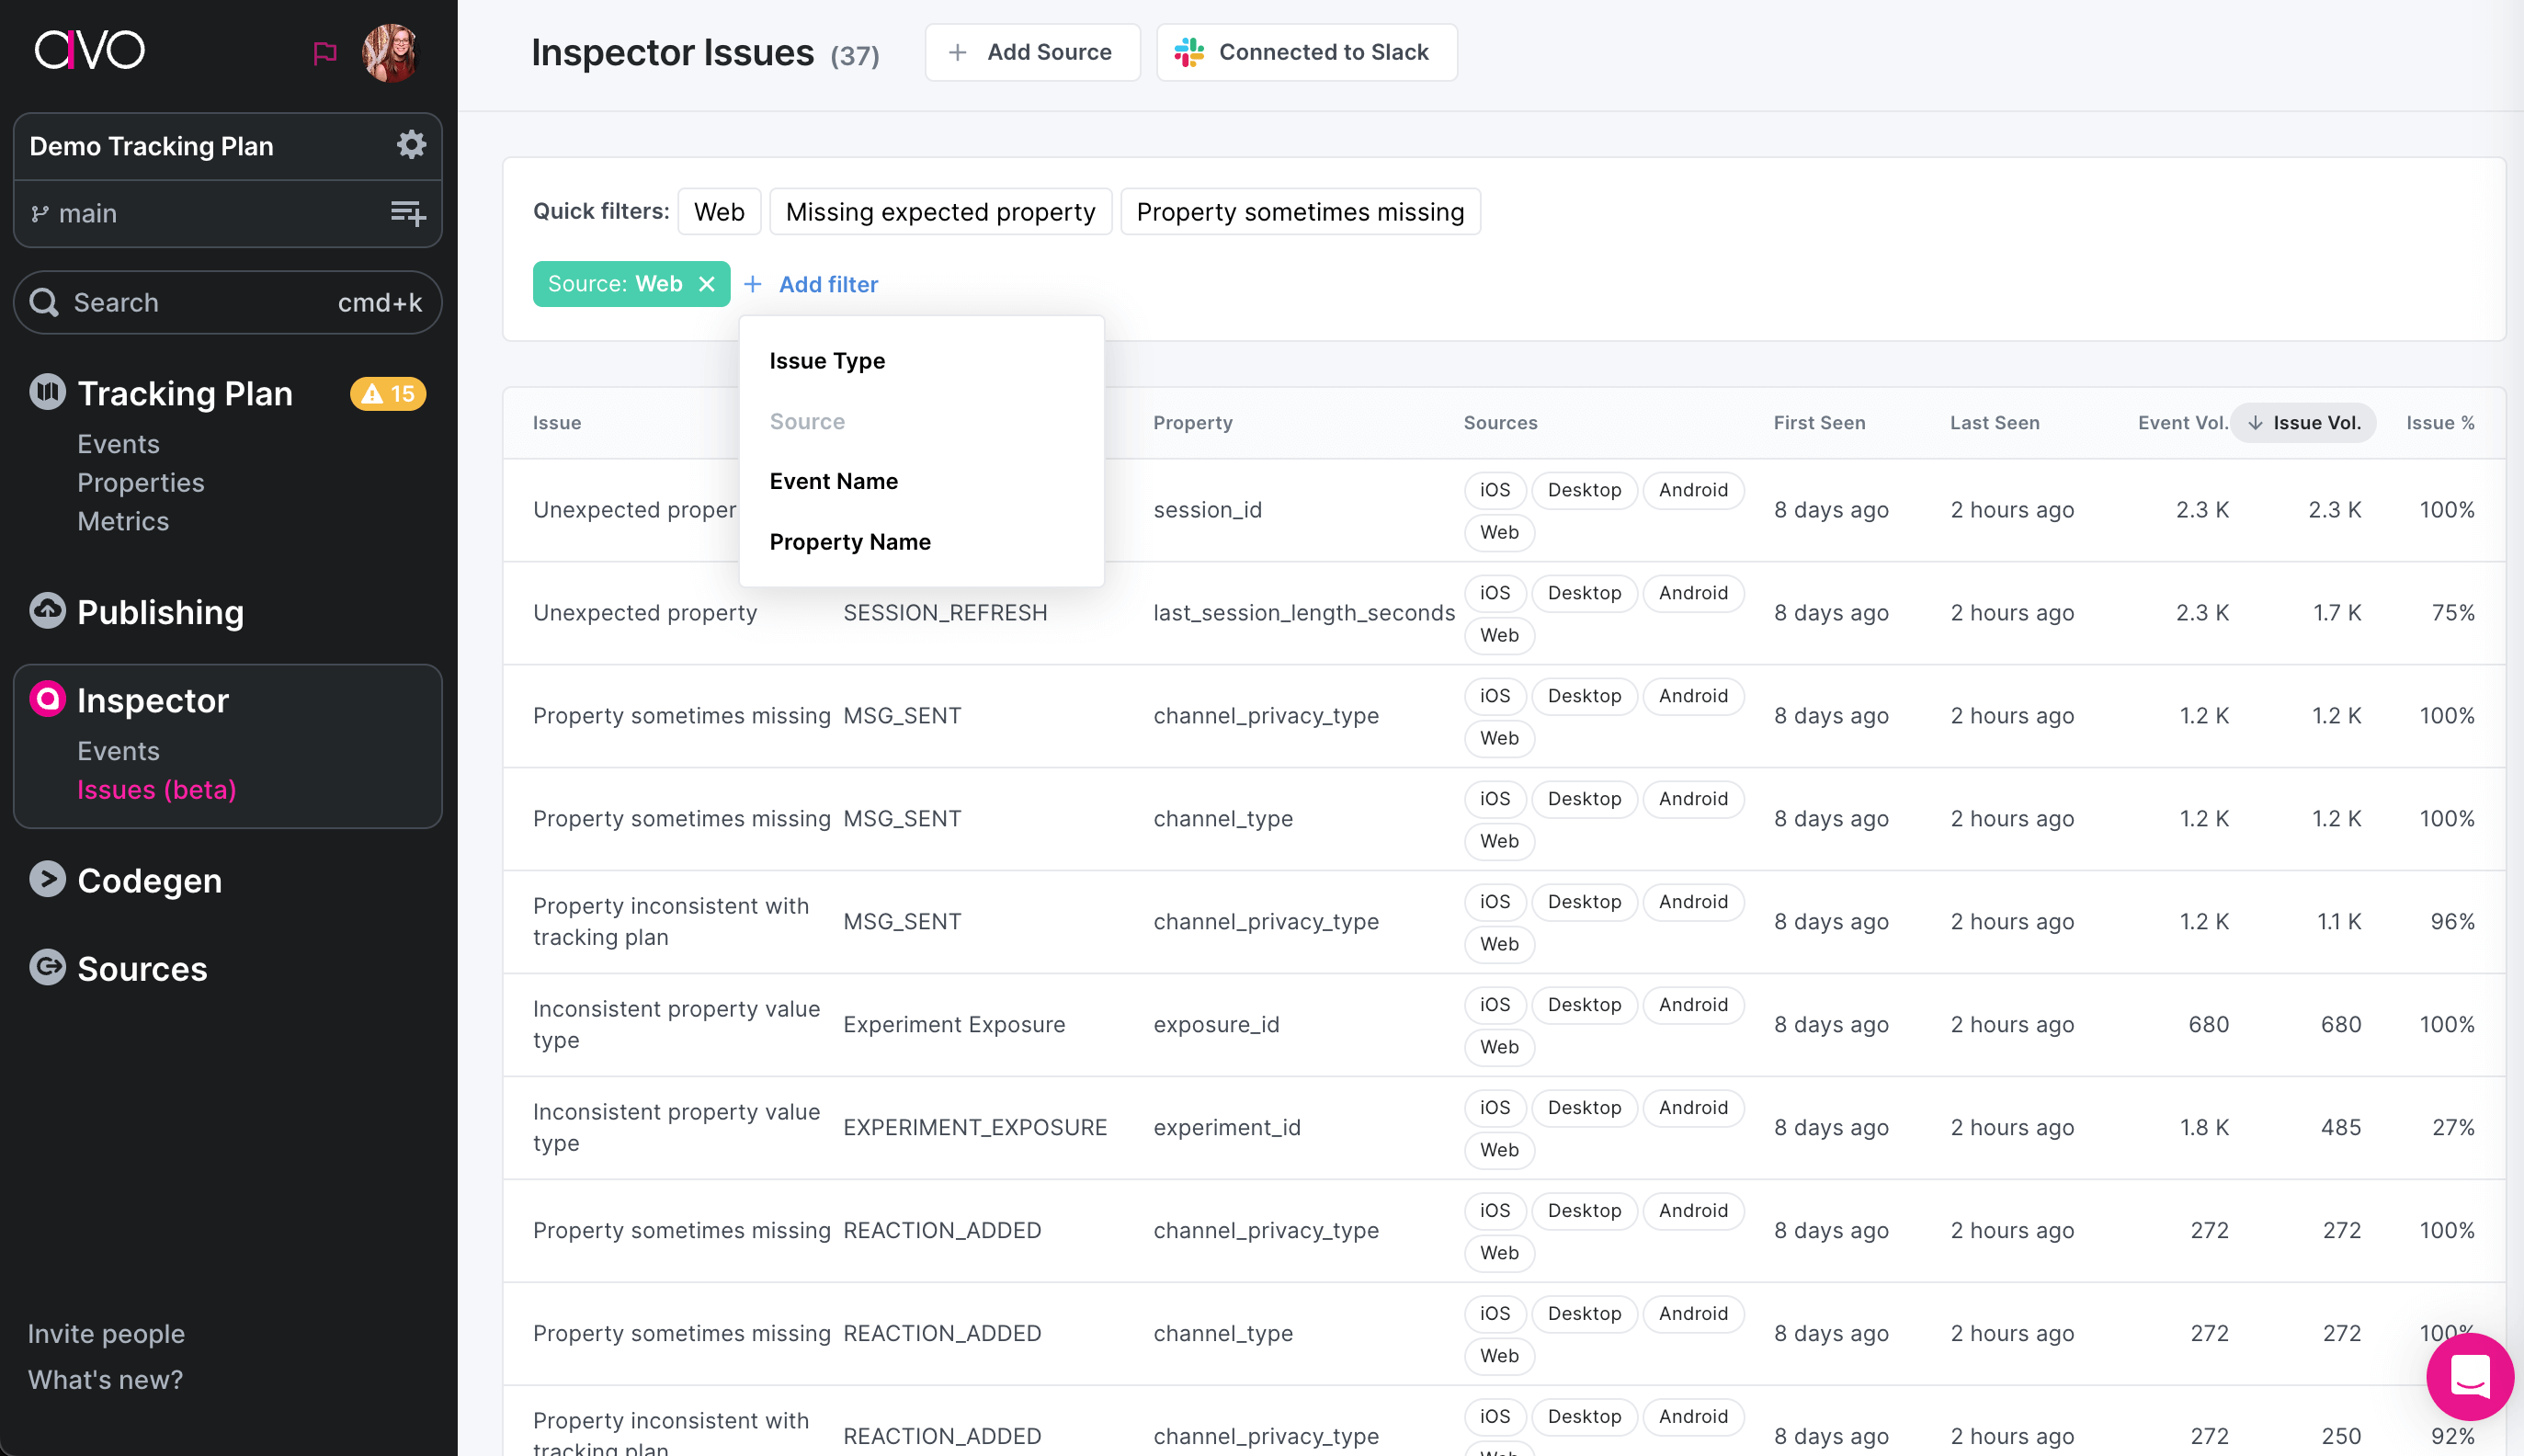 avo
Demo Tracking Plan
main
Search cmd+k
Tracking Plan 15
Events
Properties
Metrics
Publishing
Inspector
Events
Issues (beta)
Codegen
Sources
Invite people
What's new?
Inspector Issues (37) + Add Source Connected to Slack
Quick filters: Web Missing expected property Property sometimes missing
Source: Web × + Add filter
Issue Type
Source
Event Name
Property Name
Issue Property Sources First Seen Last Seen Event Vol. ↓ Issue Vol. Issue %
Unexpected proper session_id iOS Desktop Android Web 8 days ago 2 hours ago 2.3 K 2.3 K 100%
Unexpected property SESSION_REFRESH last_session_length_seconds iOS Desktop Android Web 8 days ago 2 hours ago 2.3 K 1.7 K 75%
Property sometimes missing MSG_SENT channel_privacy_type iOS Desktop Android Web 8 days ago 2 hours ago 1.2 K 1.2 K 100%
Property sometimes missing MSG_SENT channel_type iOS Desktop Android Web 8 days ago 2 hours ago 1.2 K 1.2 K 100%
Property inconsistent with tracking plan MSG_SENT channel_privacy_type iOS Desktop Android Web 8 days ago 2 hours ago 1.2 K 1.1 K 96%
Inconsistent property value type Experiment Exposure exposure_id iOS Desktop Android Web 8 days ago 2 hours ago 680 680 100%
Inconsistent property value type EXPERIMENT_EXPOSURE experiment_id iOS Desktop Android Web 8 days ago 2 hours ago 1.8 K 485 27%
Property sometimes missing REACTION_ADDED channel_privacy_type iOS Desktop Android Web 8 days ago 2 hours ago 272 272 100%
Property sometimes missing REACTION_ADDED channel_type iOS Desktop Android Web 8 days ago 2 hours ago 272 272 100%
Property inconsistent with tracking plan REACTION_ADDED channel_privacy_type iOS Desktop Android Web 8 days ago 2 hours ago 272 250 92%